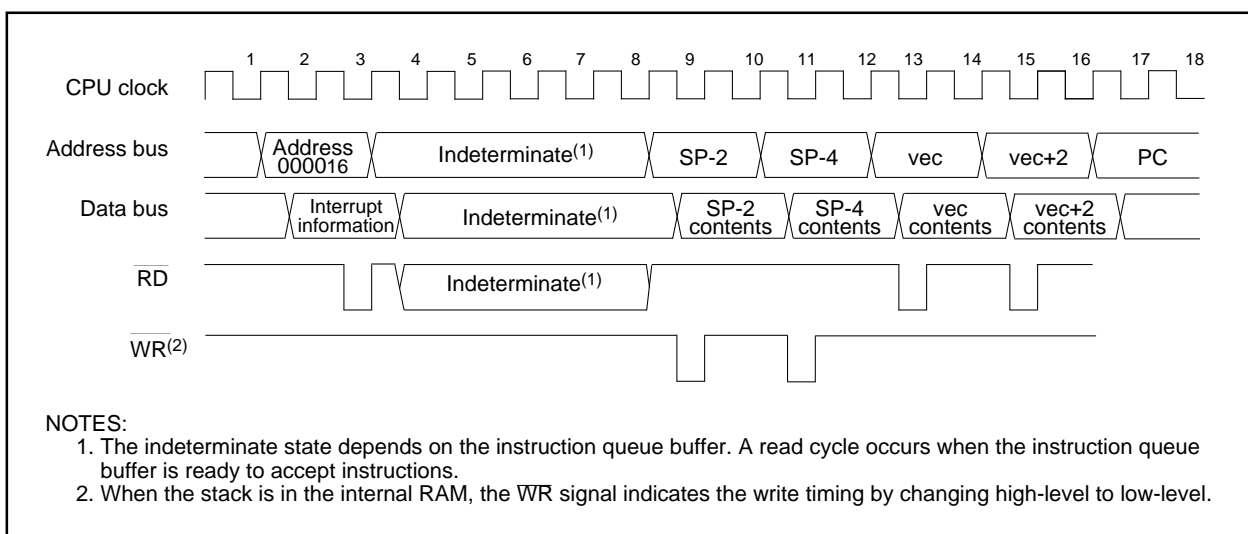 1 2 3 4 5 6 7 8 9 10 11 12 13 14 15 16 17 18
CPU clock
Address bus
Address
000016
Indeterminate(1)
SP-2
SP-4
vec
vec+2
PC
Data bus
Interrupt
information
Indeterminate(1)
SP-2
contents
SP-4
contents
vec
contents
vec+2
contents
RD
Indeterminate(1)
WR(2)
NOTES:
1. The indeterminate state depends on the instruction queue buffer. A read cycle occurs when the instruction queue
buffer is ready to accept instructions.
2. When the stack is in the internal RAM, the WR signal indicates the write timing by changing high-level to low-level.